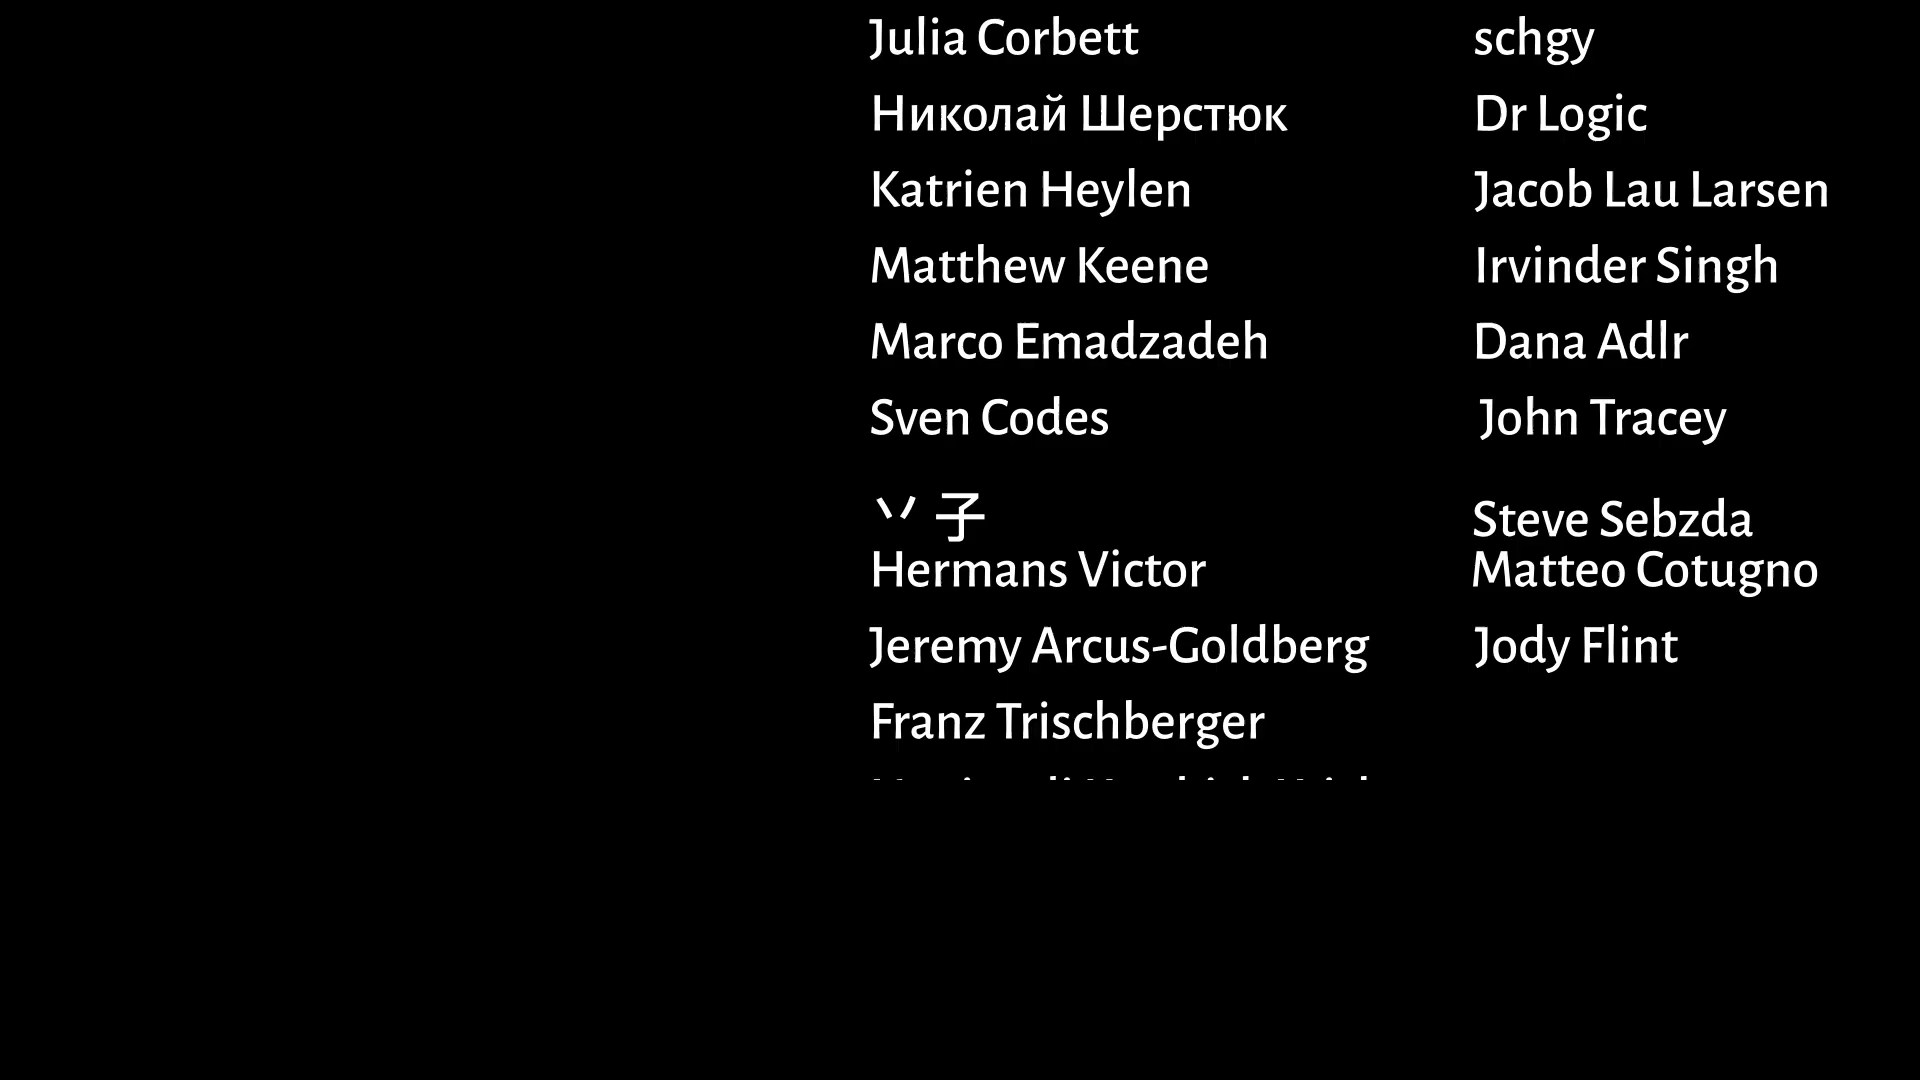 Julia Corbett schgy
Николай Шерстюк Dr Logic
Katrien Heylen Jacob Lau Larsen
Matthew Keene Irvinder Singh
Marco Emadzadeh Dana Adlr
Sven Codes John Tracey
丷 子 Steve Sebzda
Hermans Victor Matteo Cotugno
Jeremy Arcus-Goldberg Jody Flint
Franz Trischberger